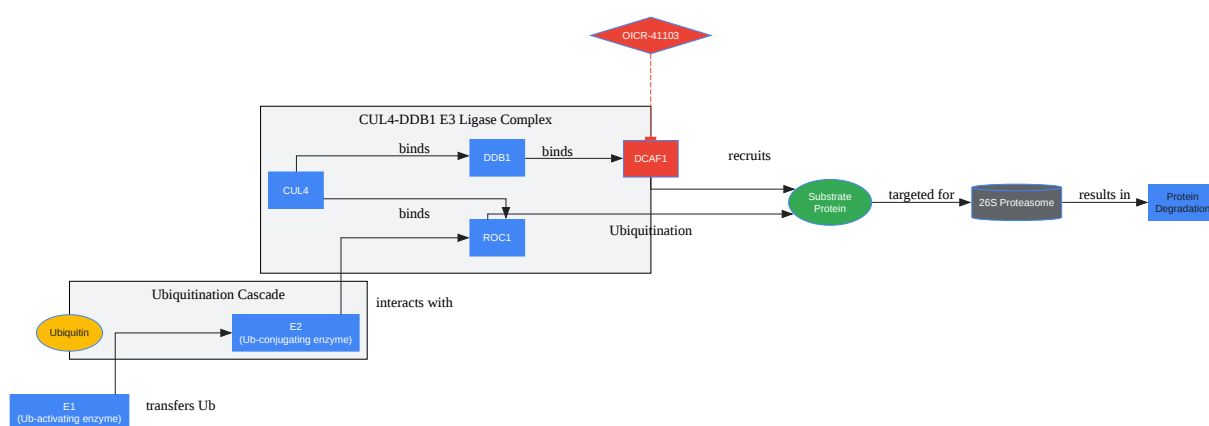 OICR-41103
CUL4-DDB1 E3 Ligase Complex
binds
DDB1
binds
DCAF1
recruits
CUL4
binds
ROC1
Ubiquitination
Substrate
Protein
targeted for
26S Proteasome
results in
Protein
Degradation
Ubiquitination Cascade
interacts with
Ubiquitin
E2
(Ub-conjugating enzyme)
E1
(Ub-activating enzyme)
transfers Ub